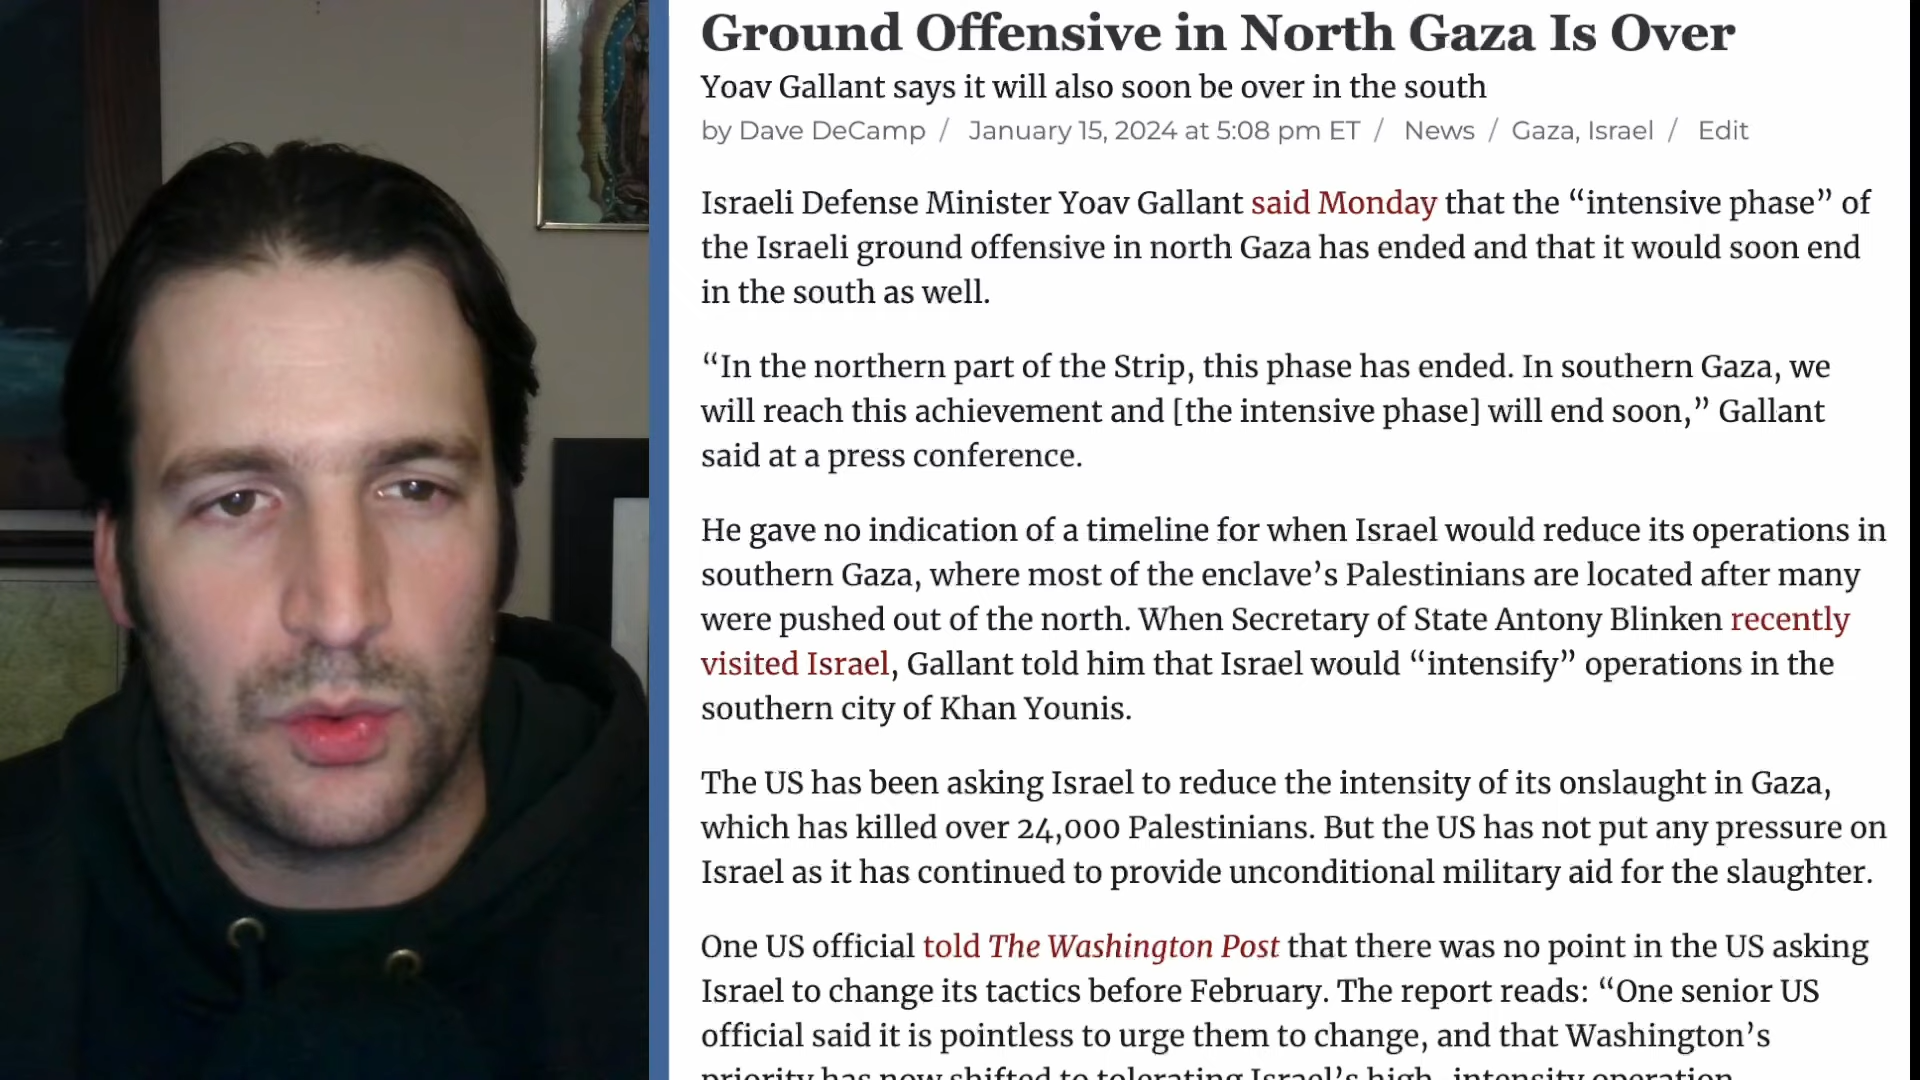 Ground Offensive in North Gaza Is Over
Yoav Gallant says it will also soon be over in the south
by Dave DeCamp / January 15, 2024 at 5:08 pm ET / News / Gaza, Israel / Edit
Israeli Defense Minister Yoav Gallant said Monday that the “intensive phase” of
the Israeli ground offensive in north Gaza has ended and that it would soon end
in the south as well.
“In the northern part of the Strip, this phase has ended. In southern Gaza, we
will reach this achievement and [the intensive phase] will end soon,” Gallant
said at a press conference.
He gave no indication of a timeline for when Israel would reduce its operations in
southern Gaza, where most of the enclave’s Palestinians are located after many
were pushed out of the north. When Secretary of State Antony Blinken recently
visited Israel, Gallant told him that Israel would “intensify” operations in the
southern city of Khan Younis.
The US has been asking Israel to reduce the intensity of its onslaught in Gaza,
which has killed over 24,000 Palestinians. But the US has not put any pressure on
Israel as it has continued to provide unconditional military aid for the slaughter.
One US official told The Washington Post that there was no point in the US asking
Israel to change its tactics before February. The report reads: “One senior US
official said it is pointless to urge them to change, and that Washington’s
priority has now shifted to tolerating Israel’s high-intensity operation